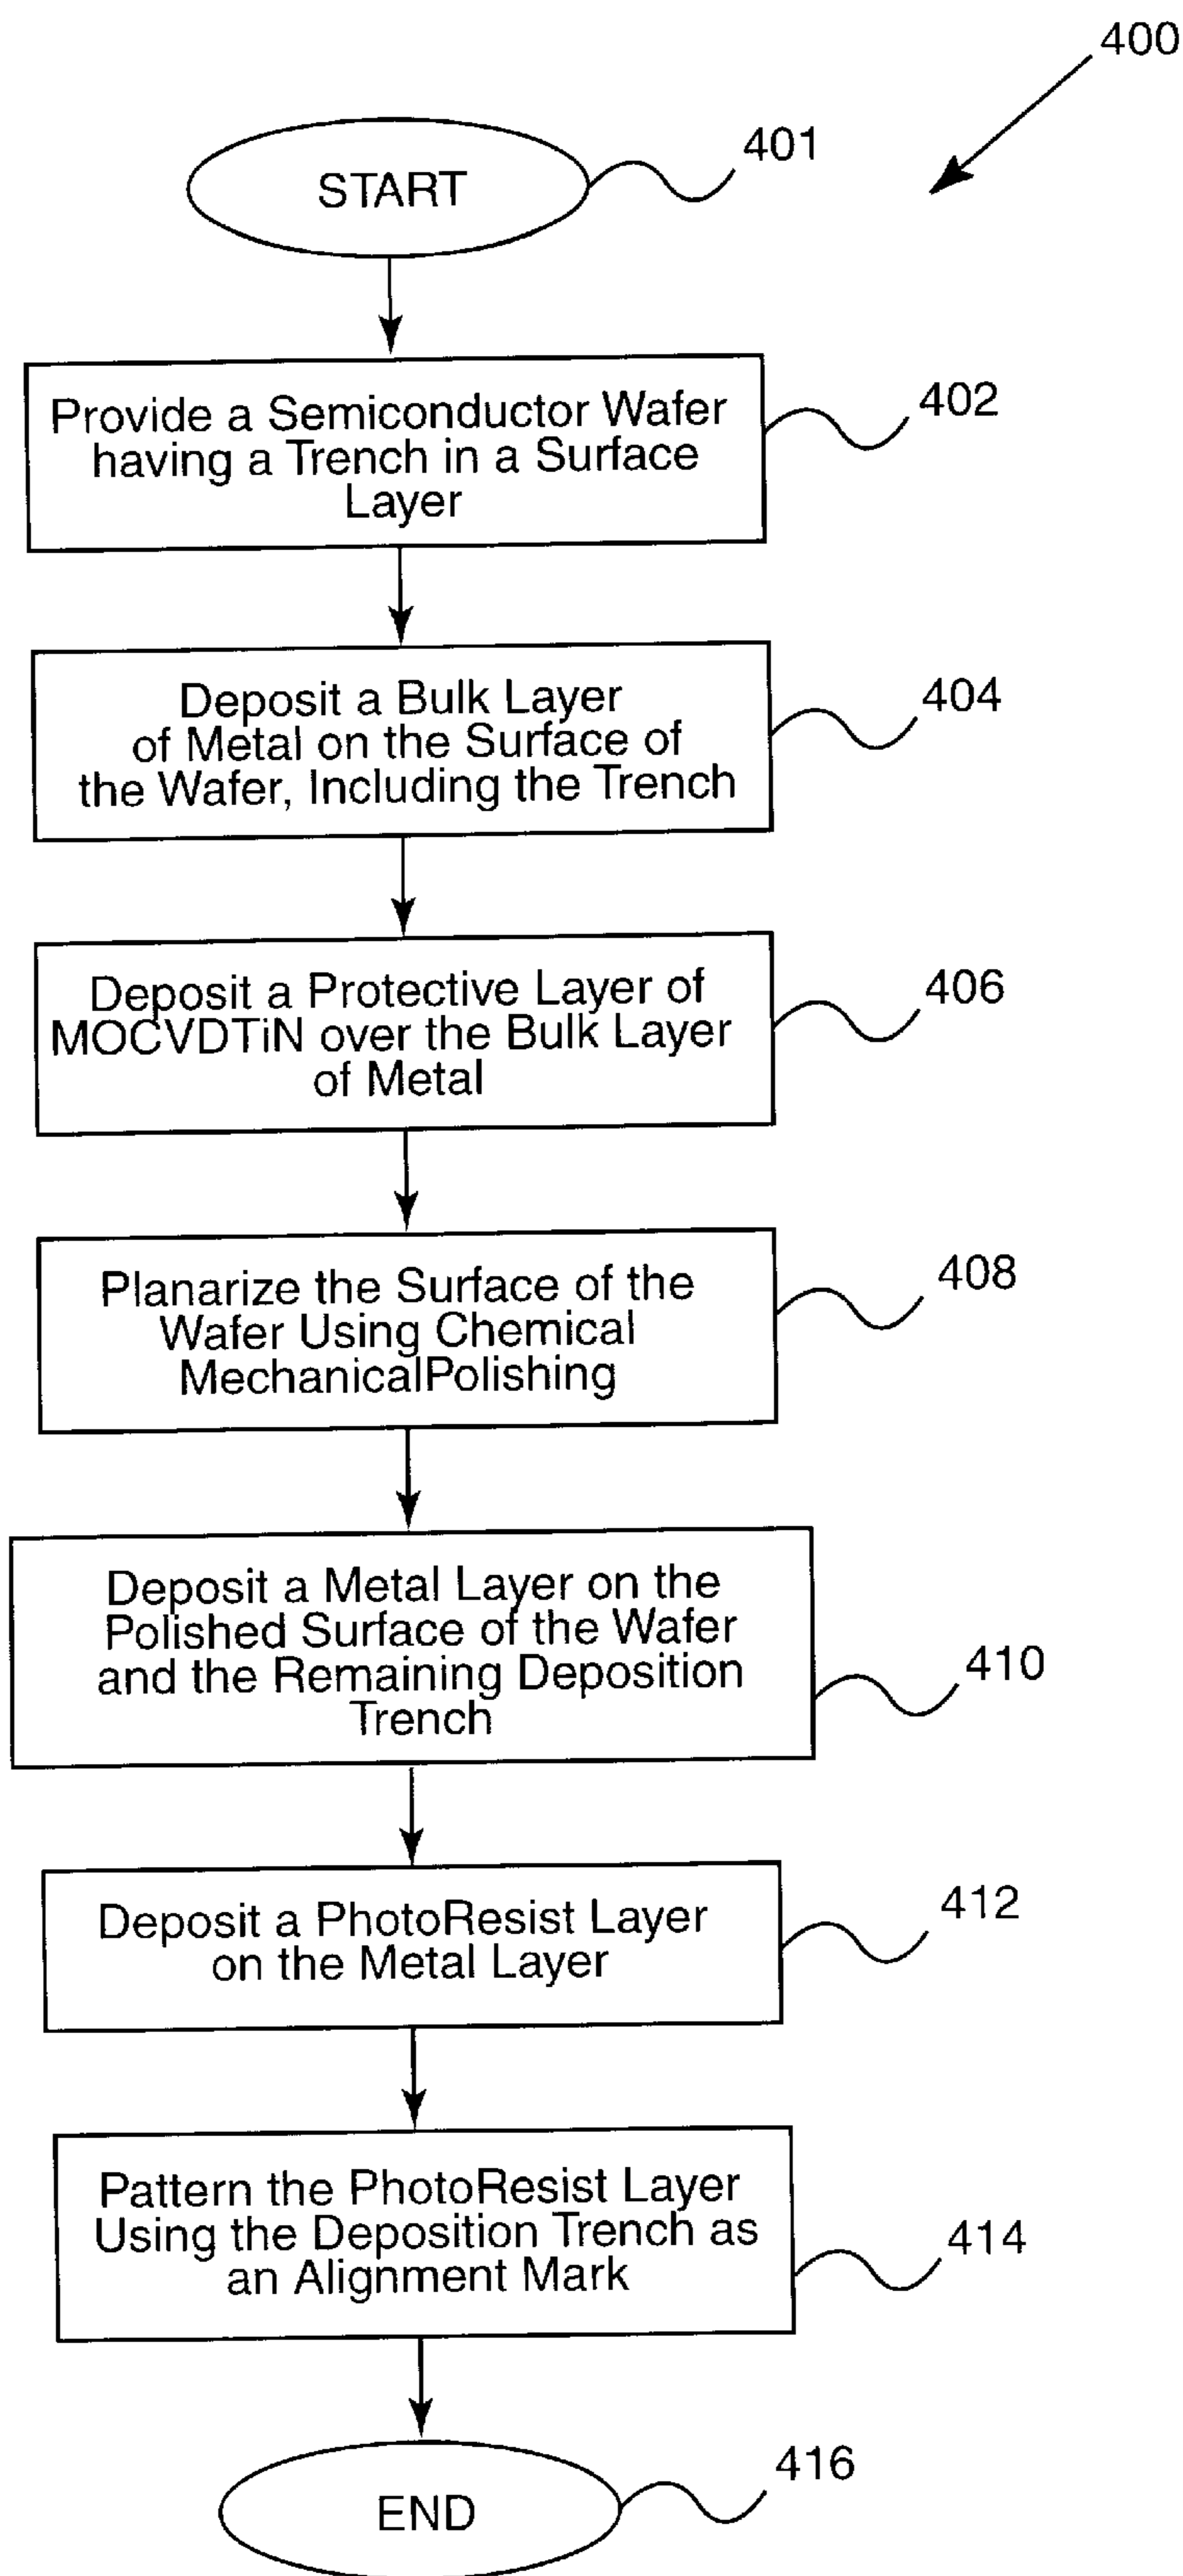 400
START
401
Provide a Semiconductor Wafer
having a Trench in a Surface
Layer
402
Deposit a Bulk Layer
of Metal on the Surface of
the Wafer, Including the Trench
404
Deposit a Protective Layer of
MOCVDTiN over the Bulk Layer
of Metal
406
Planarize the Surface of the
Wafer Using Chemical
MechanicalPolishing
408
Deposit a Metal Layer on the
Polished Surface of the Wafer
and the Remaining Deposition
Trench
410
Deposit a PhotoResist Layer
on the Metal Layer
412
Pattern the PhotoResist Layer
Using the Deposition Trench as
an Alignment Mark
414
END
416